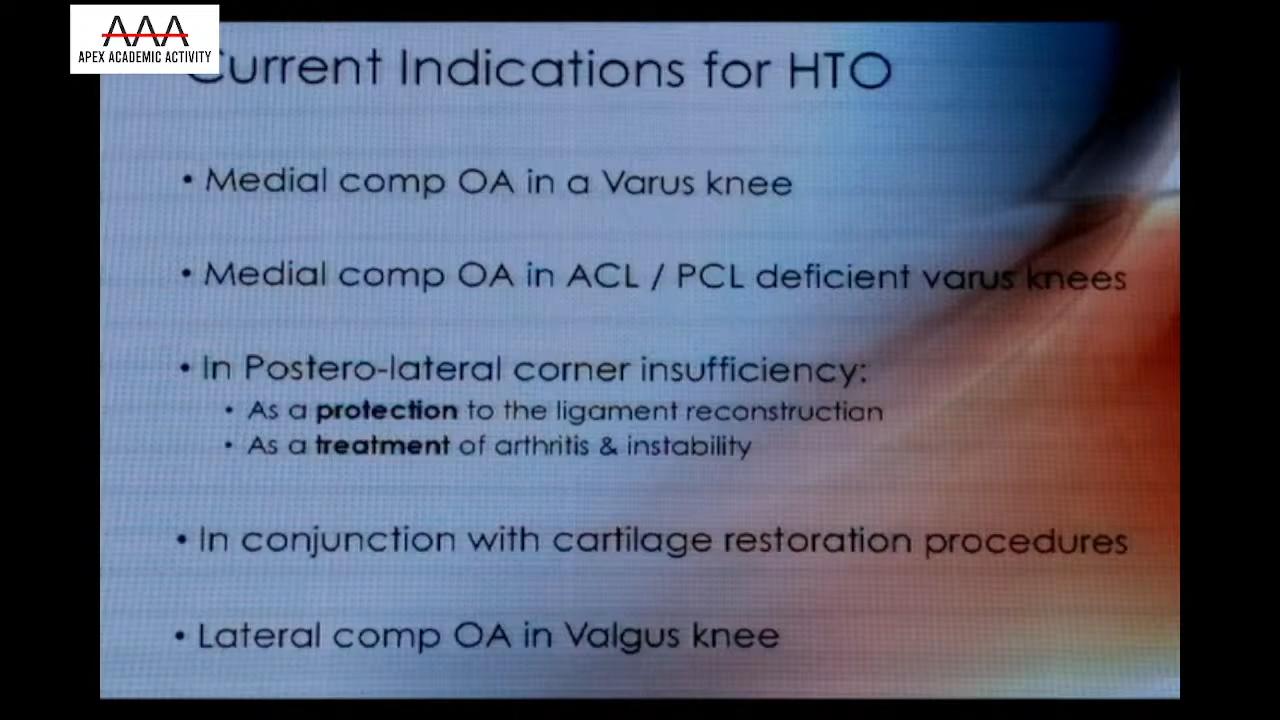 AAA
APEX ACADEMIC ACTIVITY
Current Indications for HTO
• Medial comp OA in a Varus knee
• Medial comp OA in ACL / PCL deficient varus knees
• In Postero-lateral corner insufficiency:
• As a protection to the ligament reconstruction
• As a treatment of arthritis & instability
• In conjunction with cartilage restoration procedures
• Lateral comp OA in Valgus knee